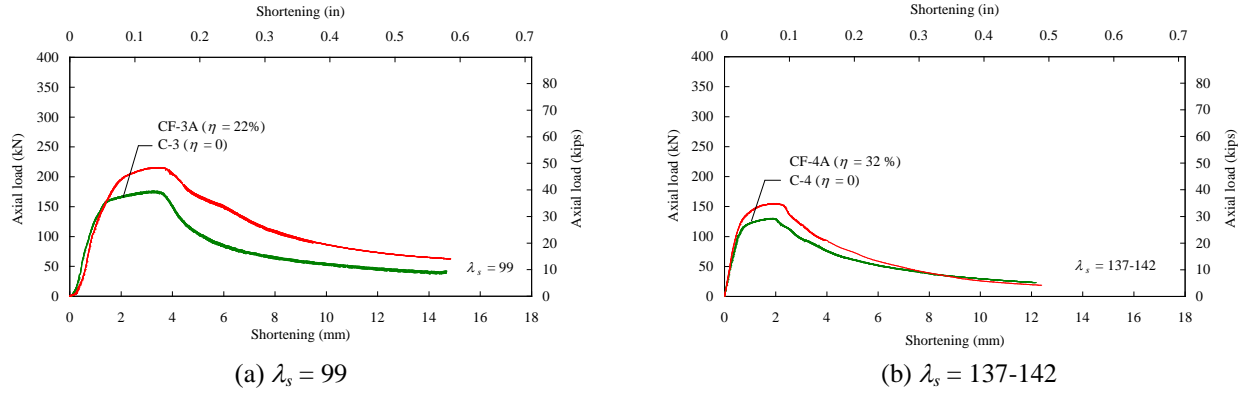 Shortening (in)
0 0.1 0.2 0.3 0.4 0.5 0.6 0.7
400
350
300
250
200
150
100
50
0
Axial load (kN)
80
70
60
50
40
30
20
10
0
Axial load (kips)
CF-3A (η = 22%)
C-3 (η = 0)
λs = 99
0 2 4 6 8 10 12 14 16 18
Shortening (mm)
(a) λs = 99
Shortening (in)
0 0.1 0.2 0.3 0.4 0.5 0.6 0.7
400
350
300
250
200
150
100
50
0
Axial load (kN)
80
70
60
50
40
30
20
10
0
Axial load (kips)
CF-4A (η = 32 %)
C-4 (η = 0)
λs = 137-142
0 2 4 6 8 10 12 14 16 18
Shortening (mm)
(b) λs = 137-142